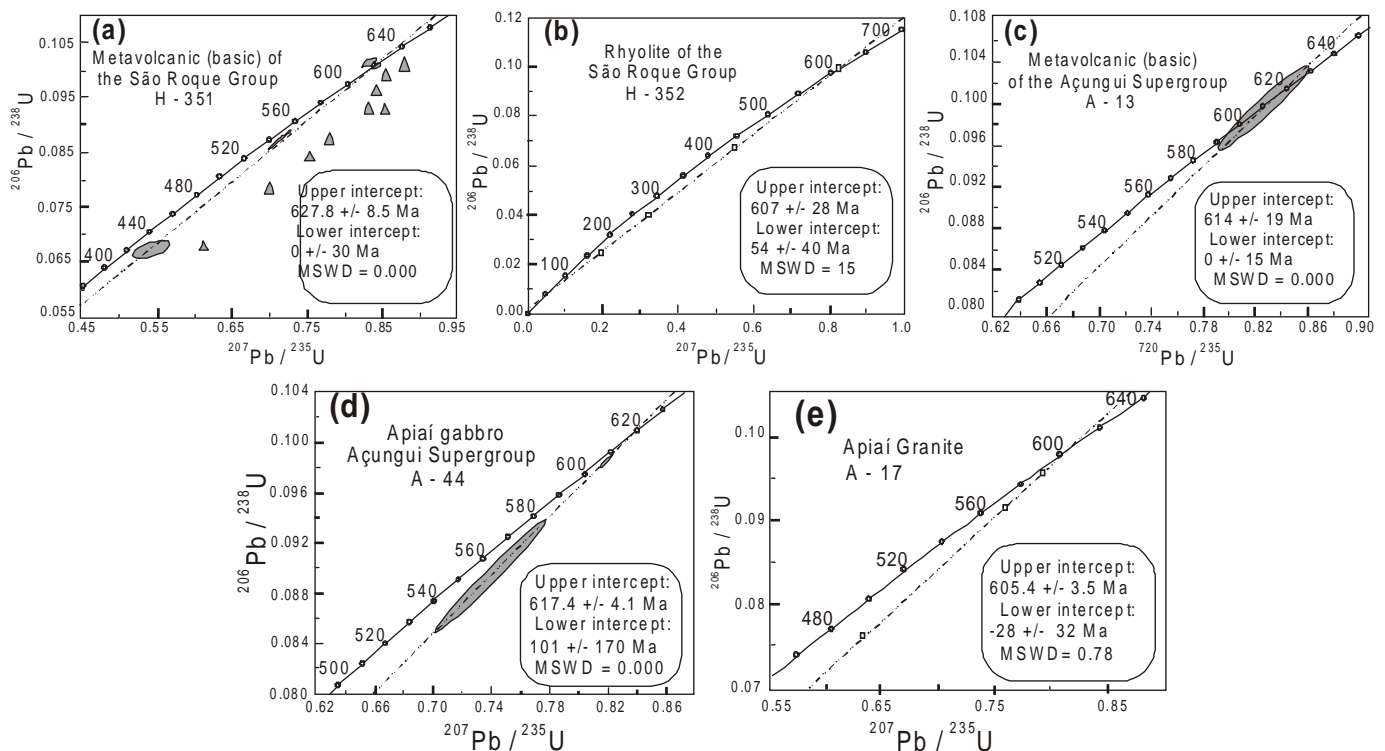 (a)
Metavolcanic (basic) of
the São Roque Group
H - 351
0.105
0.095
0.085
0.075
0.065
0.055
²⁰⁶Pb / ²³⁸U
400
440
480
520
560
600
640
Upper intercept:
627.8 +/- 8.5 Ma
Lower intercept:
0 +/- 30 Ma
MSWD = 0.000
0.45 0.55 0.65 0.75 0.85 0.95
²⁰⁷Pb / ²³⁵U
(b)
Rhyolite of the
São Roque Group
H - 352
0.12
0.10
0.08
0.06
0.04
0.02
0.00
²⁰⁶Pb / ²³⁸U
100
200
300
400
500
600
700
Upper intercept:
607 +/- 28 Ma
Lower intercept:
54 +/- 40 Ma
MSWD = 15
0.0 0.2 0.4 0.6 0.8 1.0
²⁰⁷Pb / ²³⁵U
(c)
Metavolcanic (basic)
of the Açungui Supergroup
A - 13
0.108
0.104
0.100
0.096
0.092
0.088
0.084
0.080
²⁰⁶Pb / ²³⁸U
520
540
560
580
600
620
640
Upper intercept:
614 +/- 19 Ma
Lower intercept:
0 +/- 15 Ma
MSWD = 0.000
0.62 0.66 0.70 0.74 0.78 0.82 0.86 0.90
⁷²⁰Pb / ²³⁵U
(d)
Apiaí gabbro
Açungui Supergroup
A - 44
0.104
0.100
0.096
0.092
0.088
0.084
0.080
²⁰⁶Pb / ²³⁸U
500
520
540
560
580
600
620
Upper intercept:
617.4 +/- 4.1 Ma
Lower intercept:
101 +/- 170 Ma
MSWD = 0.000
0.62 0.66 0.70 0.74 0.78 0.82 0.86
²⁰⁷Pb / ²³⁵U
(e)
Apiaí Granite
A - 17
0.10
0.09
0.08
0.07
²⁰⁶Pb / ²³⁸U
480
520
560
600
640
Upper intercept:
605.4 +/- 3.5 Ma
Lower intercept:
-28 +/- 32 Ma
MSWD = 0.78
0.55 0.65 0.75 0.85
²⁰⁷Pb / ²³⁵U